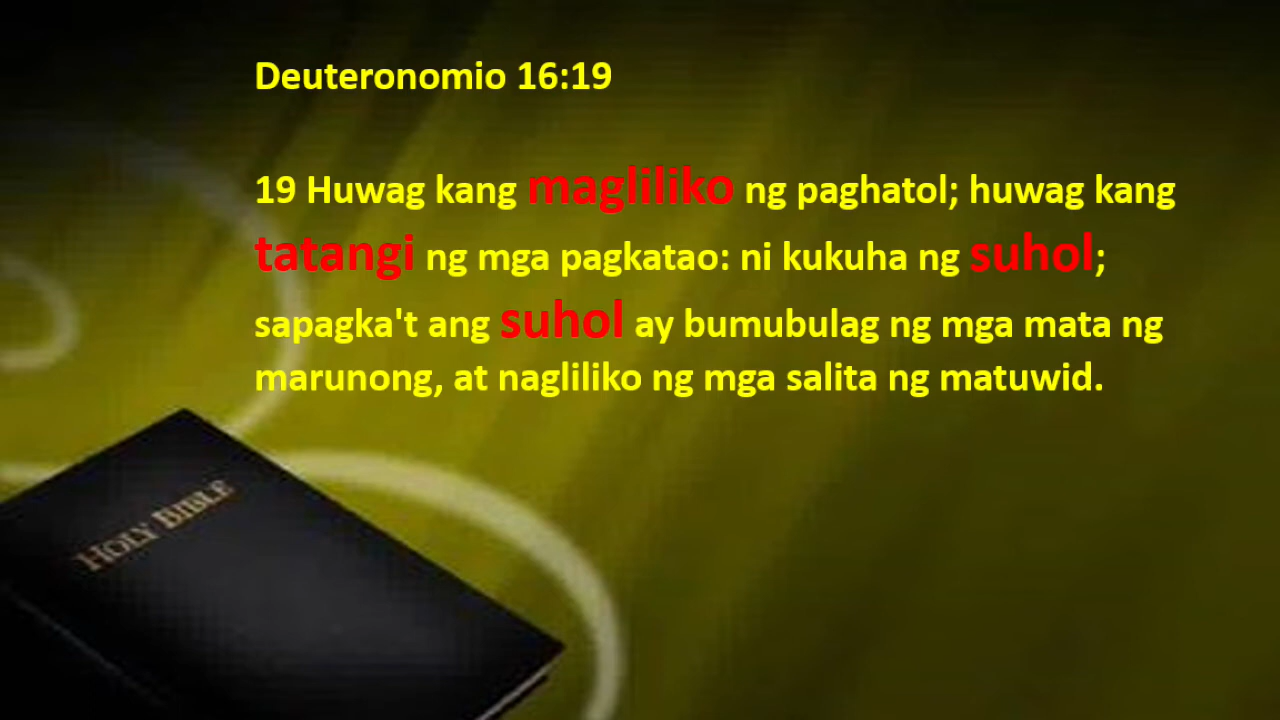 Deuteronomio 16:19
19 Huwag kang magliliko ng paghatol; huwag kang
tatangi ng mga pagkatao: ni kukuha ng suhol;
sapagka't ang suhol ay bumubulag ng mga mata ng
marunong, at nagliliko ng mga salita ng matuwid.
HOLY BIBLE